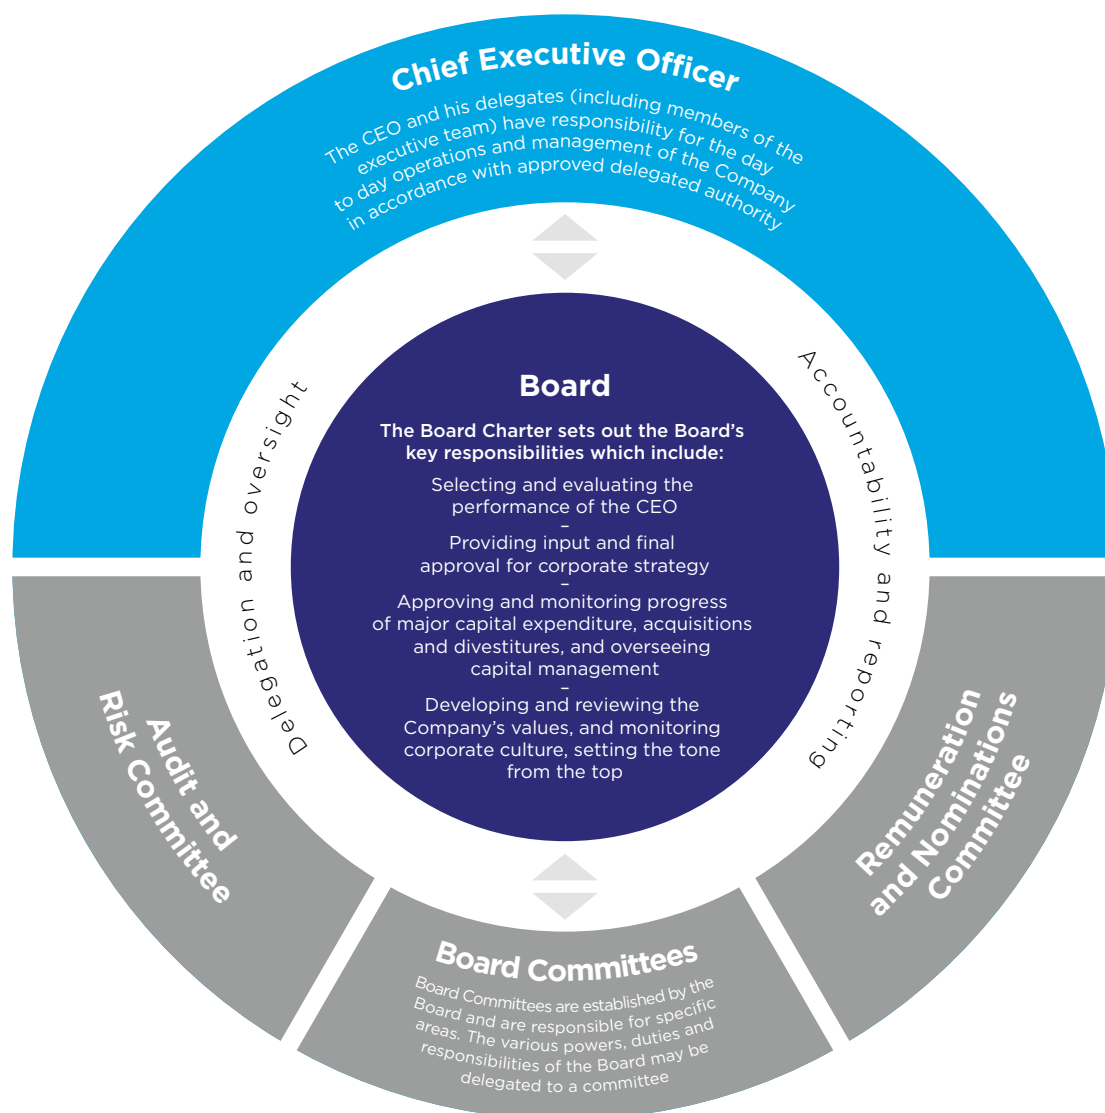 Chief Executive Officer
The CEO and his delegates (including members of the
executive team) have responsibility for the day
to day operations and management of the Company
in accordance with approved delegated authority
Delegation and oversight
Accountability and reporting
Board
The Board Charter sets out the Board’s
key responsibilities which include:
Selecting and evaluating the
performance of the CEO
–
Providing input and final
approval for corporate strategy
–
Approving and monitoring progress
of major capital expenditure, acquisitions
and divestitures, and overseeing
capital management
–
Developing and reviewing the
Company’s values, and monitoring
corporate culture, setting the tone
from the top
Audit and
Risk Committee
Remuneration
and Nominations
Committee
Board Committees
Board Committees are established by the
Board and are responsible for specific
areas. The various powers, duties and
responsibilities of the Board may be
delegated to a committee